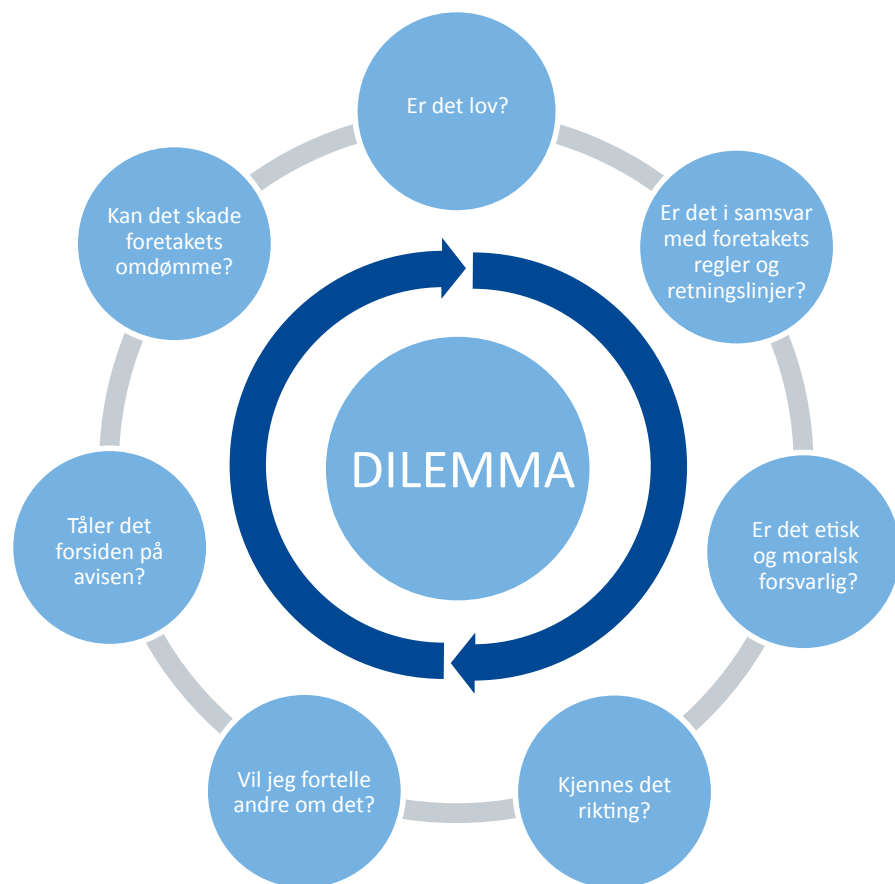 Er det lov?
Er det i samsvar
med foretakets
regler og
retningslinjer?
Er det etisk
og moralsk
forsvarlig?
Kjennes det
rikting?
Vil jeg fortelle
andre om det?
Tåler det
forsiden på
avisen?
Kan det skade
foretakets
omdømme?
DILEMMA